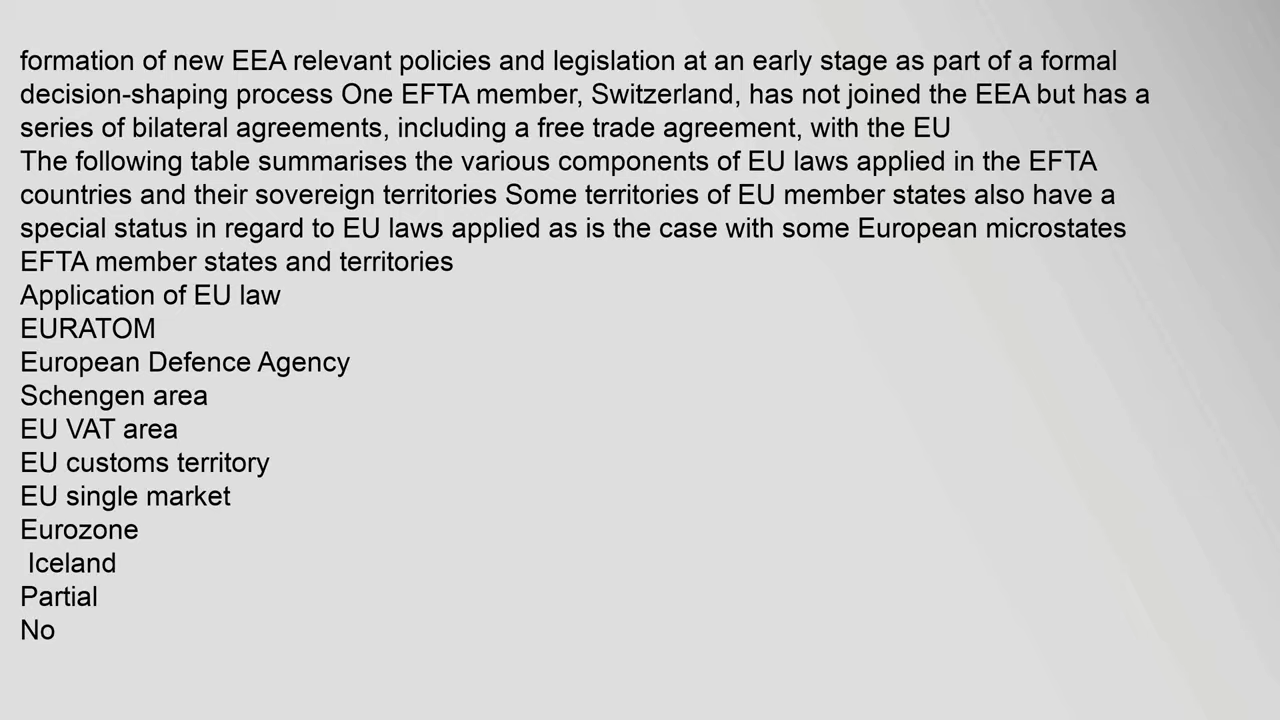 formation of new EEA relevant policies and legislation at an early stage as part of a formal
decision-shaping process One EFTA member, Switzerland, has not joined the EEA but has a
series of bilateral agreements, including a free trade agreement, with the EU
The following table summarises the various components of EU laws applied in the EFTA
countries and their sovereign territories Some territories of EU member states also have a
special status in regard to EU laws applied as is the case with some European microstates
EFTA member states and territories
Application of EU law
EURATOM
European Defence Agency
Schengen area
EU VAT area
EU customs territory
EU single market
Eurozone
Iceland
Partial
No